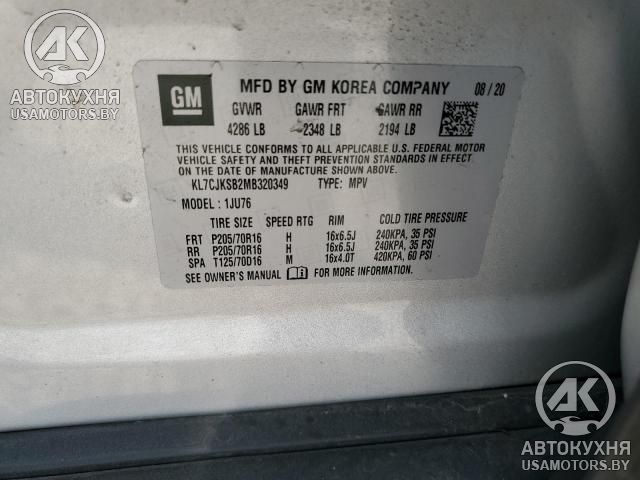 AK
АВТОКУХНЯ
USAMOTORS.BY
GM
MFD BY GM KOREA COMPANY 08/20
GVWR GAWR FRT GAWR RR
4286 LB 2348 LB 2194 LB
THIS VEHICLE CONFORMS TO ALL APPLICABLE U.S. FEDERAL MOTOR
VEHICLE SAFETY AND THEFT PREVENTION STANDARDS IN EFFECT
ON THE DATE OF MANUFACTURE SHOWN ABOVE.
KL7CJKSB2MB320349 TYPE: MPV
MODEL: 1JU76
TIRE SIZE SPEED RTG RIM COLD TIRE PRESSURE
FRT P205/70R16 H 16x6.5J 240KPA, 35 PSI
RR P205/70R16 H 16x6.5J 240KPA, 35 PSI
SPA T125/70D16 M 16x4.0T 420KPA, 60 PSI
SEE OWNER'S MANUAL FOR MORE INFORMATION.
AK
АВТОКУХНЯ
USAMOTORS.BY